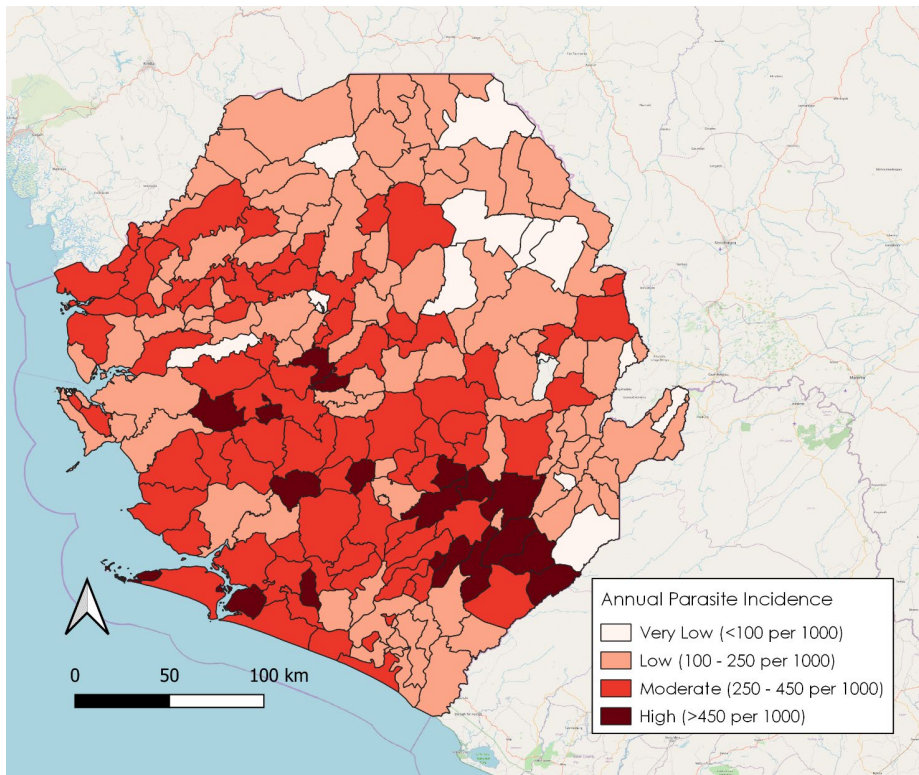 0 50 100 km
Annual Parasite Incidence
Very Low (<100 per 1000)
Low (100 - 250 per 1000)
Moderate (250 - 450 per 1000)
High (>450 per 1000)